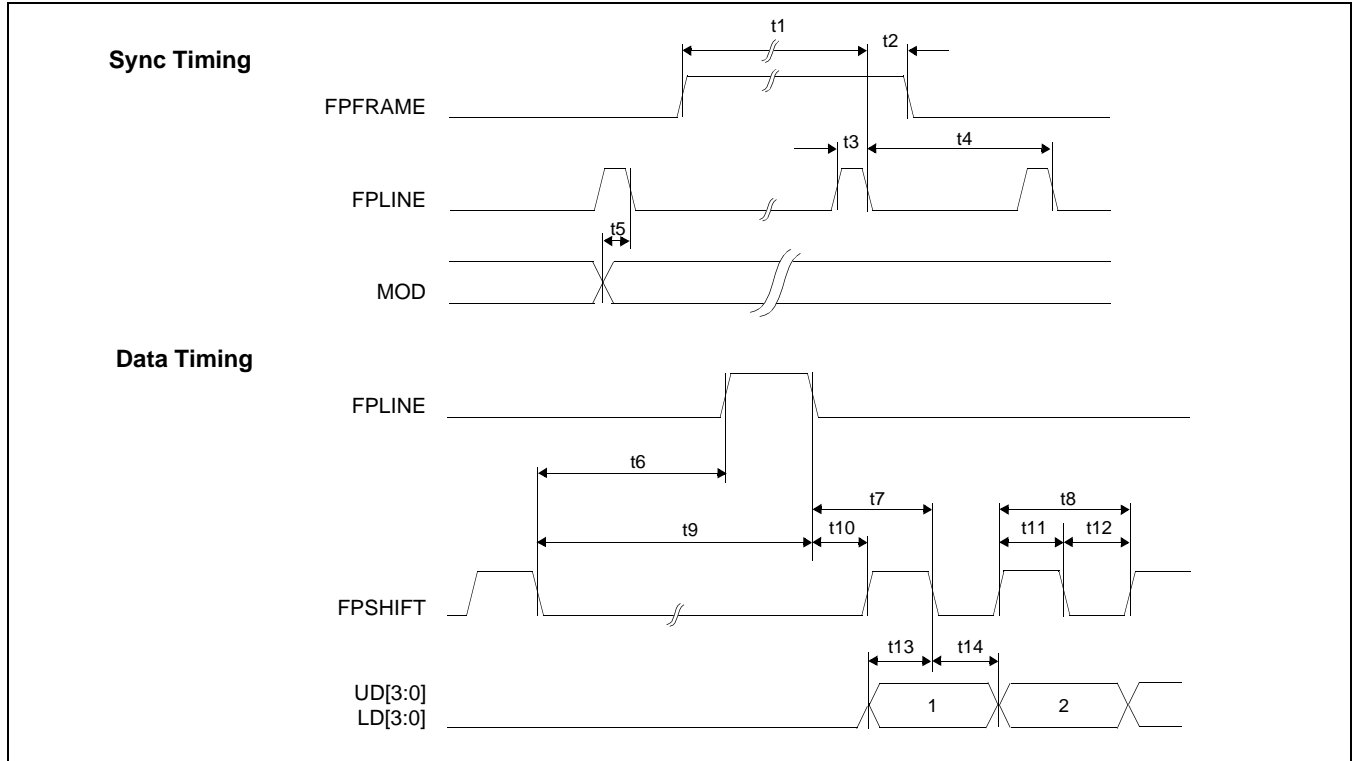 Sync Timing
t1
t2
FPFRAME
t3
t4
FPLINE
t5
MOD
Data Timing
FPLINE
t6
t7
t8
t9
t10
t11
t12
FPSHIFT
t13
t14
UD[3:0]
LD[3:0]
1
2